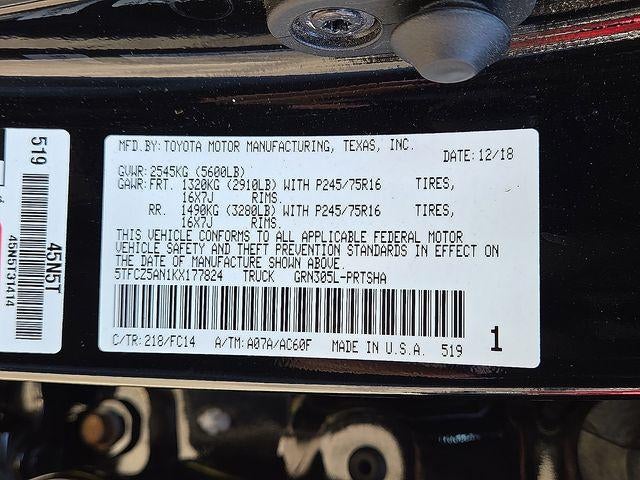 MFD.BY: TOYOTA MOTOR MANUFACTURING, TEXAS, INC.
DATE: 12/18
GVWR: 2545KG (5600LB)
GAWR: FRT. 1320KG (2910LB) WITH P245/75R16 TIRES,
16X7J RIMS.
RR. 1490KG (3280LB) WITH P245/75R16 TIRES,
16X7J RIMS.
THIS VEHICLE CONFORMS TO ALL APPLICABLE FEDERAL MOTOR
VEHICLE SAFETY AND THEFT PREVENTION STANDARDS IN EFFECT ON
THE DATE OF MANUFACTURE SHOWN ABOVE.
5TFCZ5AN1KX177824 TRUCK GRN305L-PRTSHA
C/TR: 218/FC14 A/TM: A07A/AC60F MADE IN U.S.A. 519
1
519
45N5T
45N5T31414